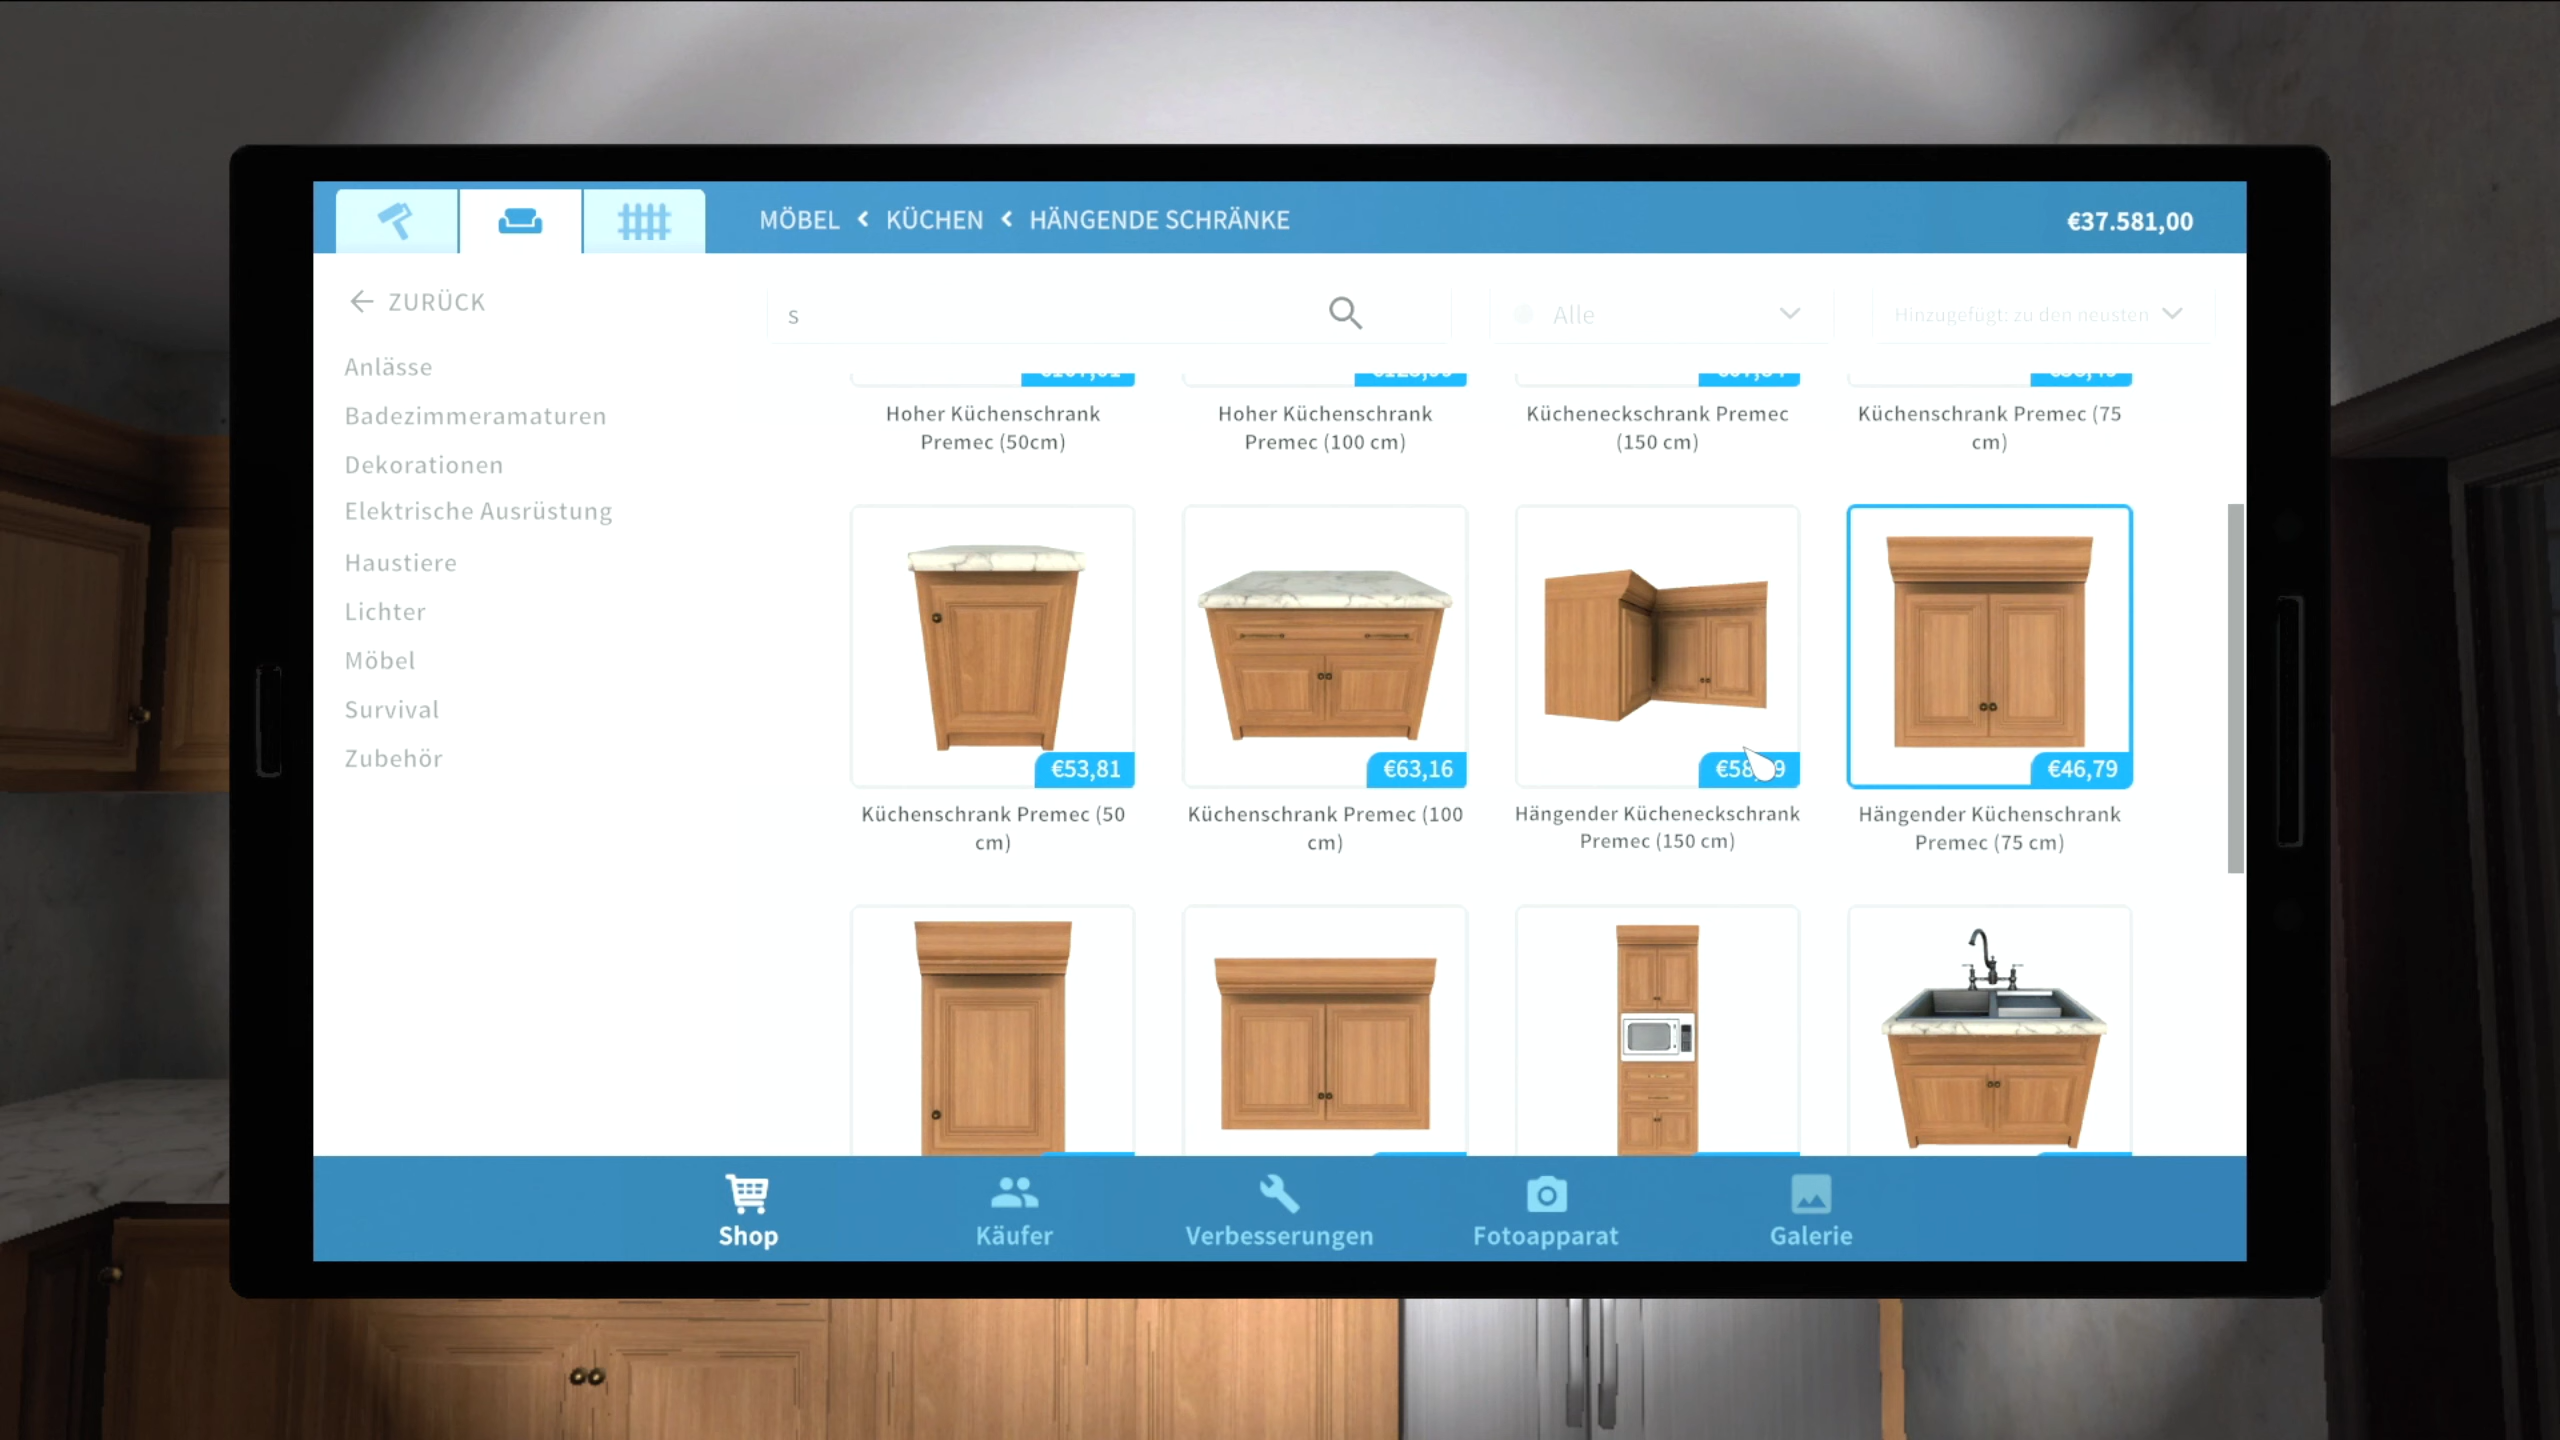 MÖBEL < KÜCHEN < HÄNGENDE SCHRÄNKE
€37.581,00
ZURÜCK
s
Alle
Hinzugefügt: zu den neusten
Anlässe
Badezimmeramaturen
Dekorationen
Elektrische Ausrüstung
Haustiere
Lichter
Möbel
Survival
Zubehör
Hoher Küchenschrank
Premec (50cm)
Hoher Küchenschrank
Premec (100 cm)
Kücheneckschrank Premec
(150 cm)
Küchenschrank Premec (75
cm)
€53,81
Küchenschrank Premec (50
cm)
€63,16
Küchenschrank Premec (100
cm)
Hängender Kücheneckschrank
Premec (150 cm)
€46,79
Hängender Küchenschrank
Premec (75 cm)
Shop
Käufer
Verbesserungen
Fotoapparat
Galerie